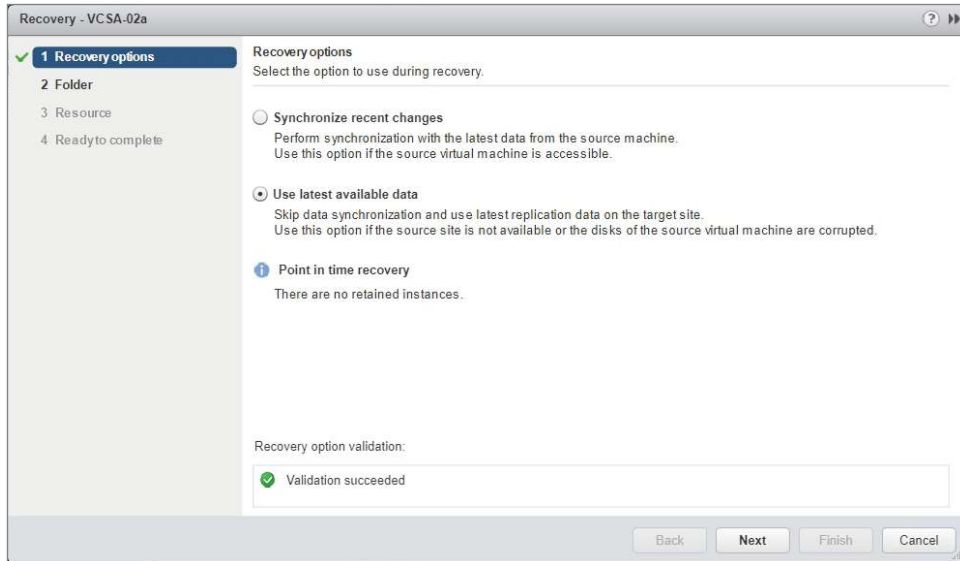 Recovery - VCSA-02a
1 Recovery options
2 Folder
3 Resource
4 Ready to complete
Recovery options
Select the option to use during recovery.
Synchronize recent changes
Perform synchronization with the latest data from the source machine.
Use this option if the source virtual machine is accessible.
Use latest available data
Skip data synchronization and use latest replication data on the target site.
Use this option if the source site is not available or the disks of the source virtual machine are corrupted.
Point in time recovery
There are no retained instances.
Recovery option validation:
Validation succeeded
Back Next Finish Cancel